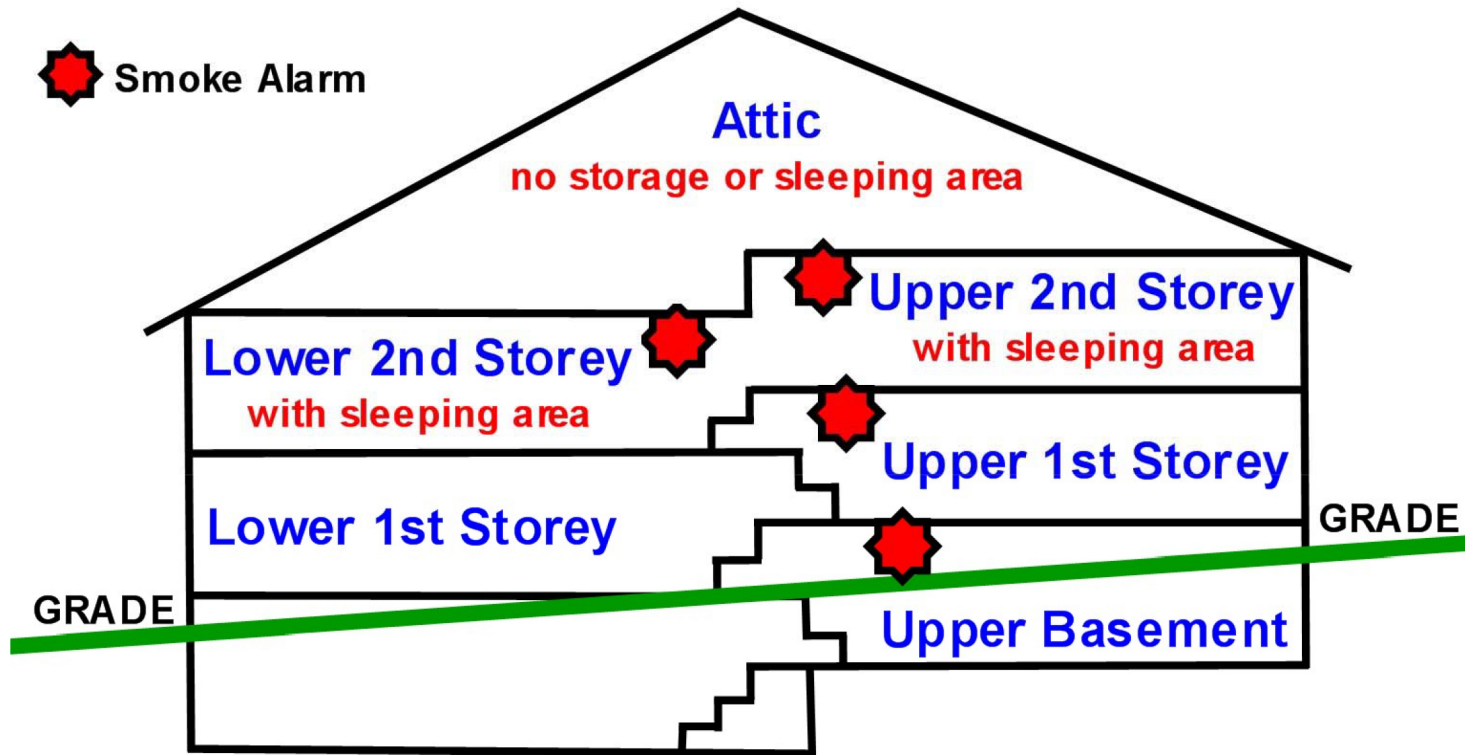 Smoke Alarm
Attic
no storage or sleeping area
Upper 2nd Storey
with sleeping area
Lower 2nd Storey
with sleeping area
Upper 1st Storey
Lower 1st Storey
GRADE
GRADE
Upper Basement